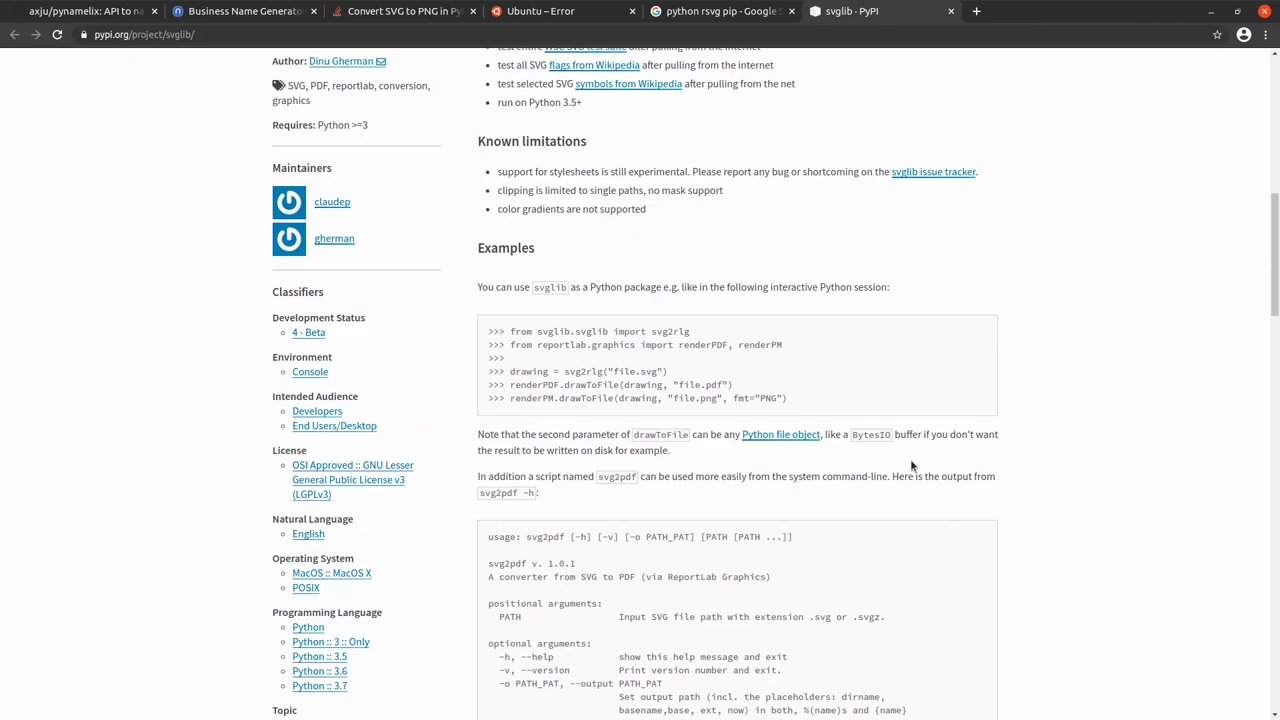 axju/pynamelix: API to na
Business Name Generator
Convert SVG to PNG in Py
Ubuntu – Error
python rsvg pip - Google S
svglib · PyPI
pypi.org/project/svglib/
test all SVG flags from Wikipedia after pulling from the internet
Author: Dinu Gherman
test selected SVG symbols from Wikipedia after pulling from the net
SVG, PDF, reportlab, conversion,
graphics
run on Python 3.5+
Requires: Python >=3
Known limitations
Maintainers
support for stylesheets is still experimental. Please report any bug or shortcoming on the svglib issue tracker.
clipping is limited to single paths, no mask support
claudep
color gradients are not supported
gherman
Examples
You can use svglib as a Python package e.g. like in the following interactive Python session:
Classifiers
Development Status
4 - Beta
>>> from svglib.svglib import svg2rlg
>>> from reportlab.graphics import renderPDF, renderPM
>>>
>>> drawing = svg2rlg("file.svg")
>>> renderPDF.drawToFile(drawing, "file.pdf")
>>> renderPM.drawToFile(drawing, "file.png", fmt="PNG")
Environment
Console
Intended Audience
Developers
End Users/Desktop
Note that the second parameter of drawToFile can be any Python file object, like a BytesIO buffer if you don't want
the result to be written on disk for example.
License
OSI Approved :: GNU Lesser
General Public License v3
(LGPLv3)
In addition a script named svg2pdf can be used more easily from the system command-line. Here is the output from
svg2pdf -h:
Natural Language
English
usage: svg2pdf [-h] [-v] [-o PATH_PAT] [PATH [PATH ...]]
svg2pdf v. 1.0.1
A converter from SVG to PDF (via ReportLab Graphics)
Operating System
MacOS :: MacOS X
POSIX
positional arguments:
PATH Input SVG file path with extension .svg or .svgz.
Programming Language
Python
Python :: 3 :: Only
Python :: 3.5
Python :: 3.6
Python :: 3.7
optional arguments:
-h, --help show this help message and exit
-v, --version Print version number and exit.
-o PATH_PAT, --output PATH_PAT
Set output path (incl. the placeholders: dirname,
basename,base, ext, now) in both, %(name)s and {name}
Topic